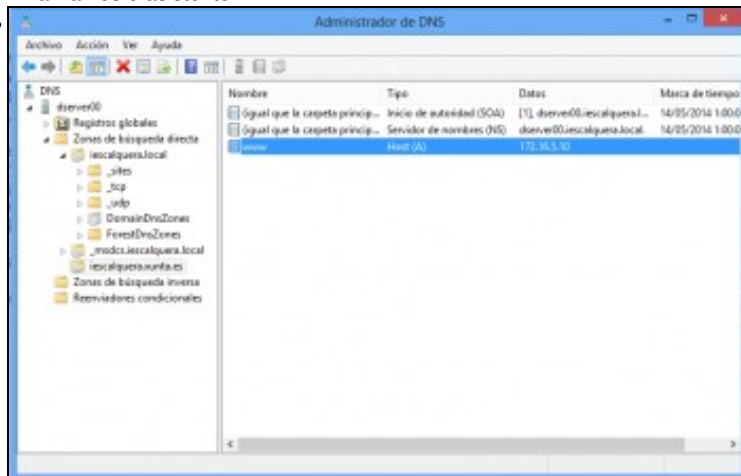 Administrador de DNS
Archivo Acción Ver Ayuda
DNS
dserver00
Registros globales
Zonas de búsqueda directa
iescalquera.local
_sites
_tcp
_udp
DomainDnsZones
ForestDnsZones
_msdcs.iescalquera.local
iescalquera.xunta.es
Zonas de búsqueda inversa
Reenviadores condicionales
Nombre Tipo Datos Marca de tiempo
(igual que la carpeta princip... Inicio de autoridad (SOA) [1], dserver00.iescalquera.l... 14/05/2014 1:00:0
(igual que la carpeta princip... Servidor de nombres (NS) dserver00.iescalquera.local. 14/05/2014 1:00:0
www Host (A) 172.16.5.10